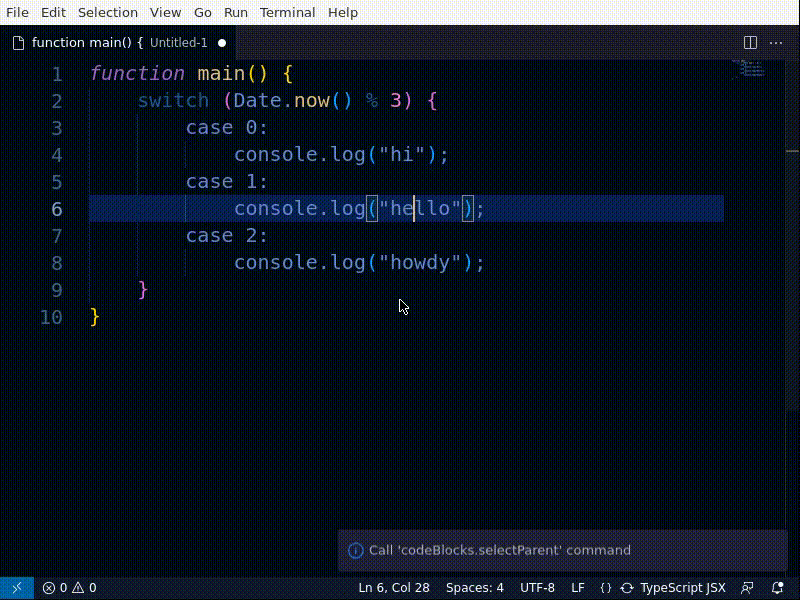 File Edit Selection View Go Run Terminal Help
function main() { Untitled-1
1 function main() {
2     switch (Date.now() % 3) {
3         case 0:
4             console.log("hi");
5         case 1:
6             console.log("hello");
7         case 2:
8             console.log("howdy");
9     }
10 }
Call 'codeBlocks.selectParent' command
0 0 Ln 6, Col 28 Spaces: 4 UTF-8 LF {} TypeScript JSX